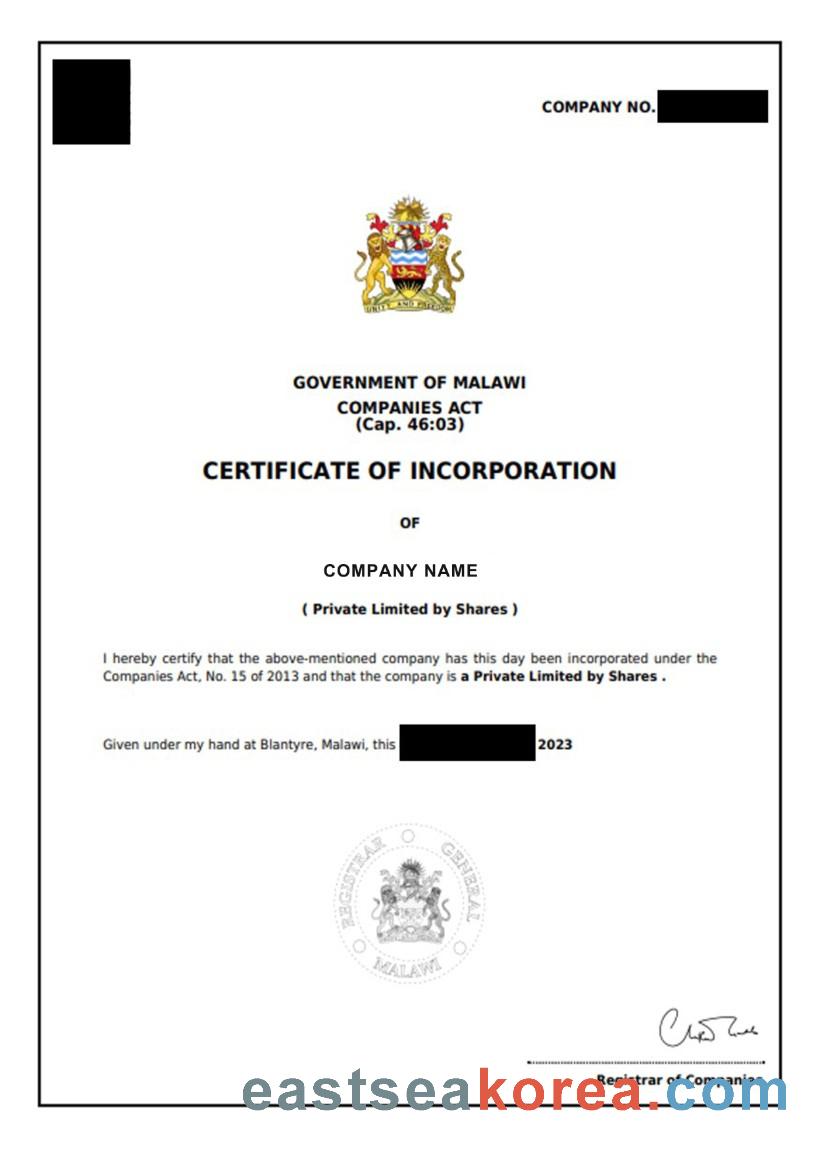 COMPANY NO.
UNITY AND FREEDOM
GOVERNMENT OF MALAWI
COMPANIES ACT
(Cap. 46:03)
CERTIFICATE OF INCORPORATION
OF
COMPANY NAME
( Private Limited by Shares )
I hereby certify that the above-mentioned company has this day been incorporated under the
Companies Act, No. 15 of 2013 and that the company is a Private Limited by Shares .
Given under my hand at Blantyre, Malawi, this 2023
REGISTRAR GENERAL
MALAWI
Registrar of Companies
eastseakorea.com